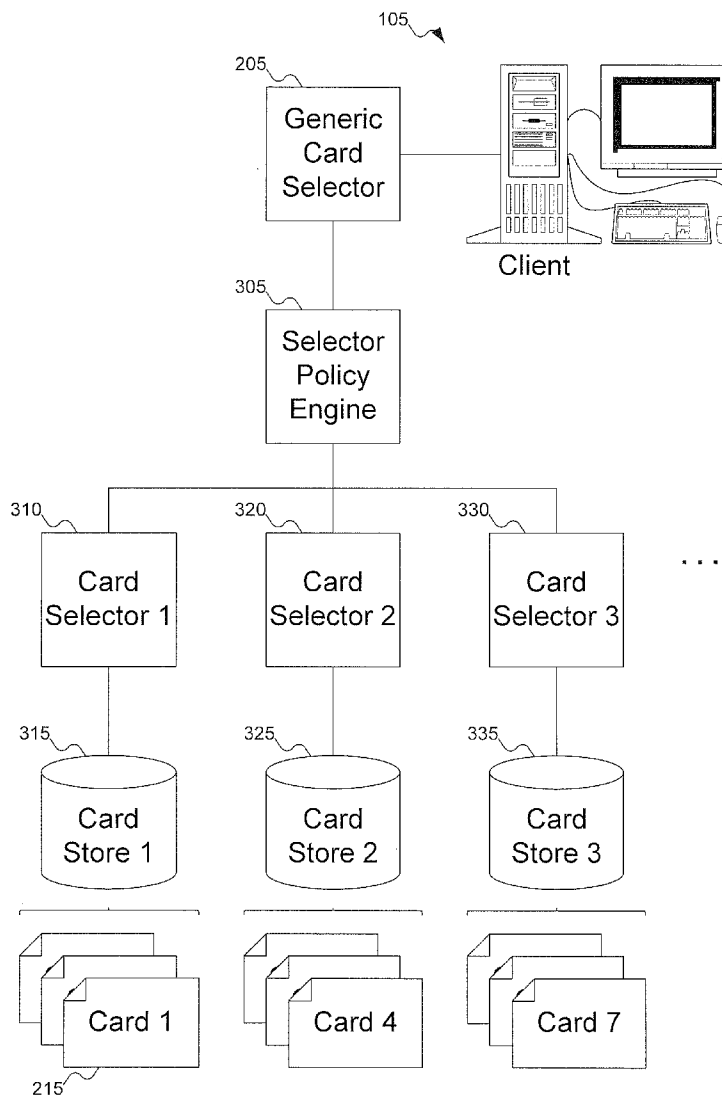 105
205
Generic
Card
Selector
Client
305
Selector
Policy
Engine
310
320
330
Card
Selector 1
Card
Selector 2
Card
Selector 3
...
315
325
335
Card
Store 1
Card
Store 2
Card
Store 3
Card 1
Card 4
Card 7
215